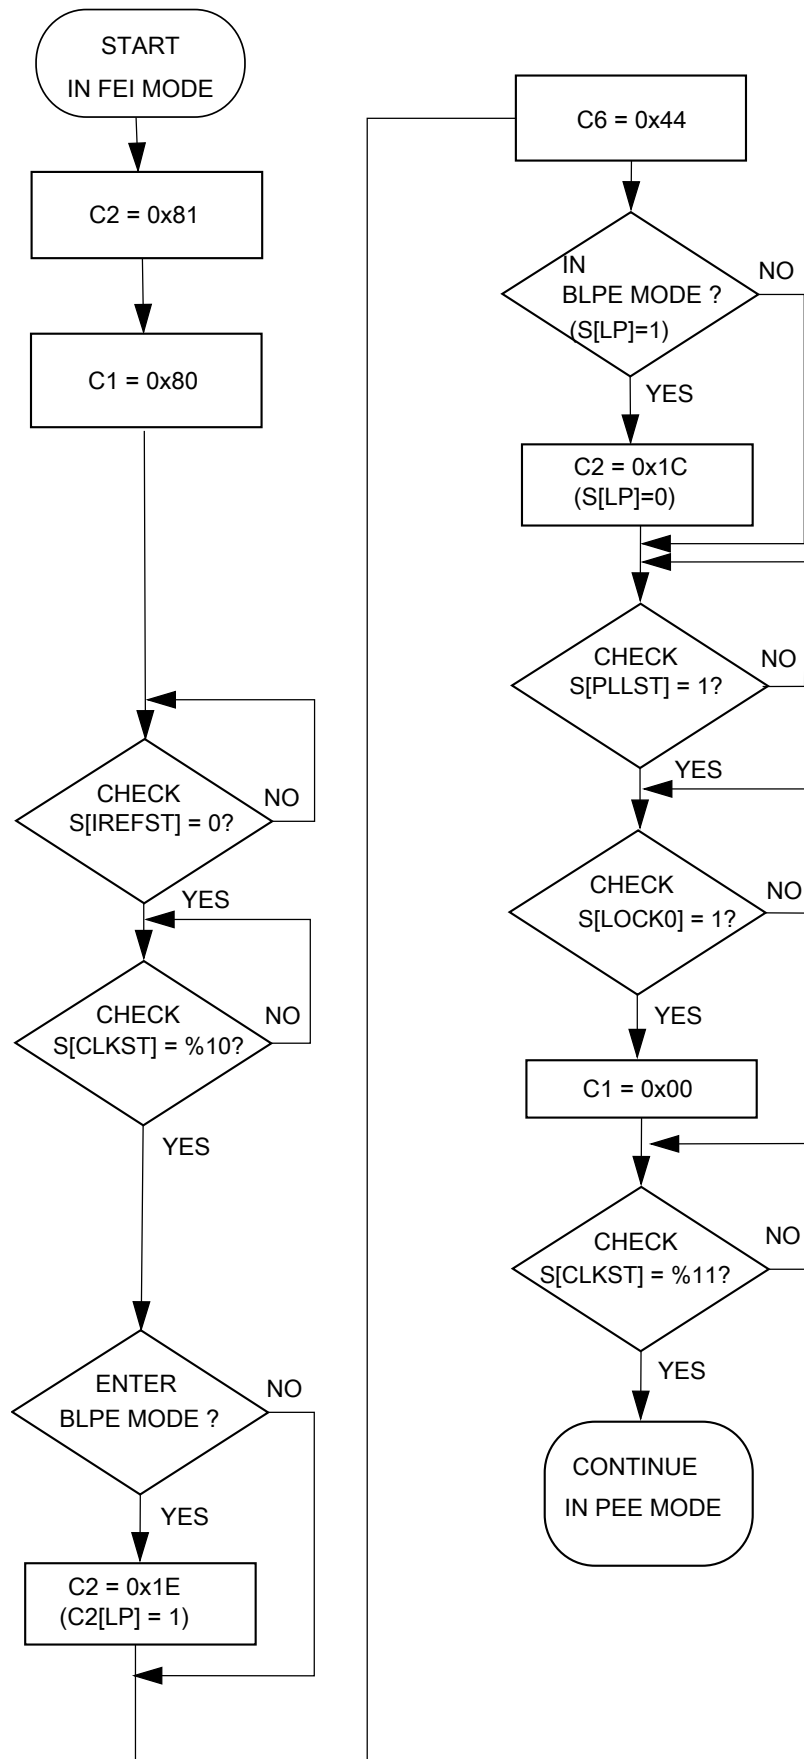 START
IN FEI MODE
C2 = 0x81
C1 = 0x80
CHECK
S[IREFST] = 0?
NO
YES
CHECK
S[CLKST] = %10?
NO
YES
ENTER
BLPE MODE ?
NO
YES
C2 = 0x1E
(C2[LP] = 1)
C6 = 0x44
IN
BLPE MODE ?
(S[LP]=1)
NO
YES
C2 = 0x1C
(S[LP]=0)
CHECK
S[PLLST] = 1?
NO
YES
CHECK
S[LOCK0] = 1?
NO
YES
C1 = 0x00
CHECK
S[CLKST] = %11?
NO
YES
CONTINUE
IN PEE MODE